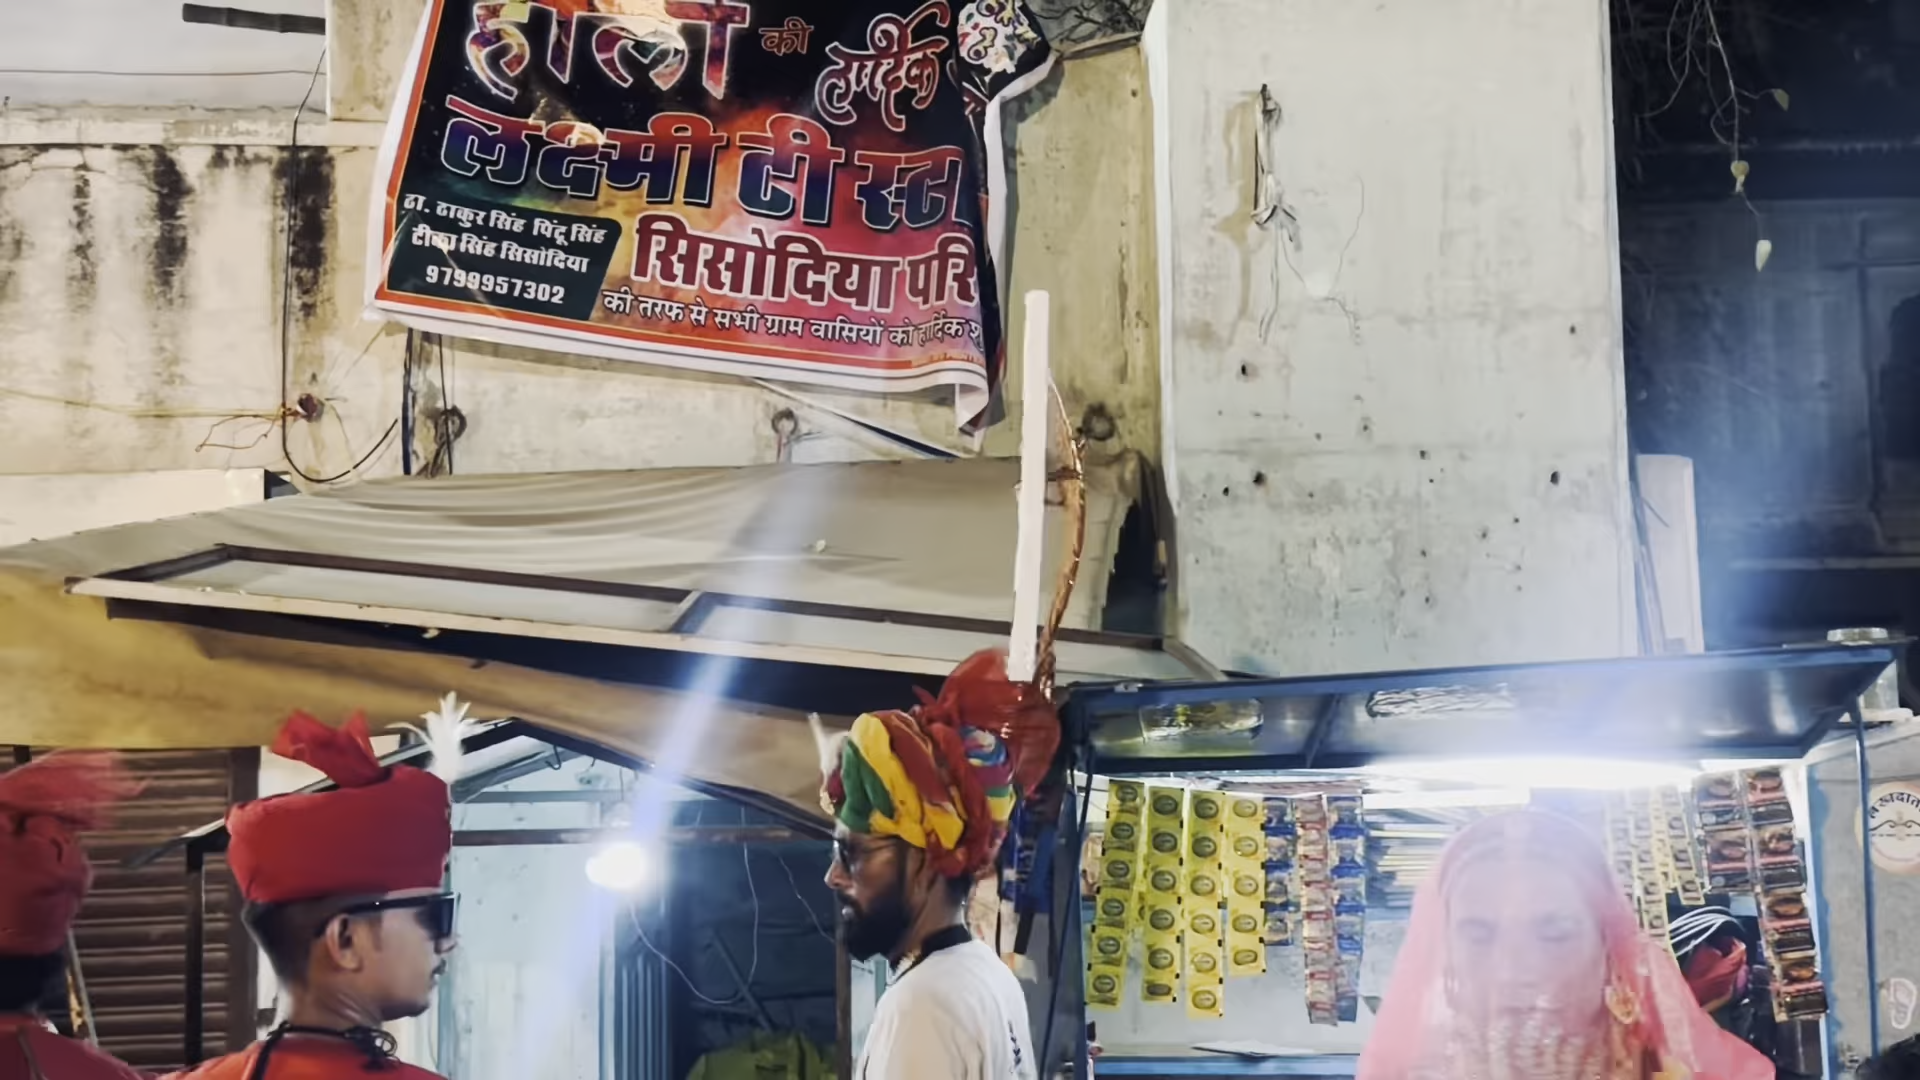 होली की हार्दिक
लक्ष्मी टी स्टा
ठा. ठाकुर सिंह पिंटू सिंह
टीका सिंह सिसोदिया
9799957302
सिसोदिया परि
की तरफ से सभी ग्राम वासियों को हार्दिक शु